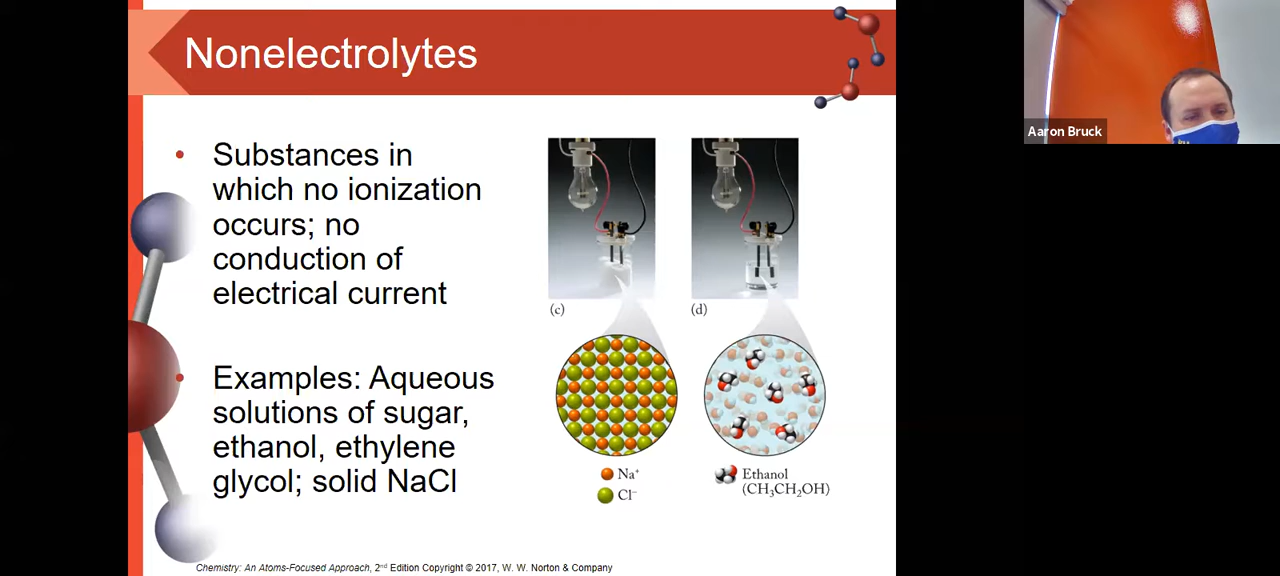 Nonelectrolytes
Aaron Bruck
• Substances in
which no ionization
occurs; no
conduction of
electrical current
• Examples: Aqueous
solutions of sugar,
ethanol, ethylene
glycol; solid NaCl
(c)
(d)
Na⁺
Cl⁻
Ethanol
(CH₃CH₂OH)
Chemistry: An Atoms-Focused Approach, 2ⁿᵈ Edition Copyright © 2017, W. W. Norton & Company